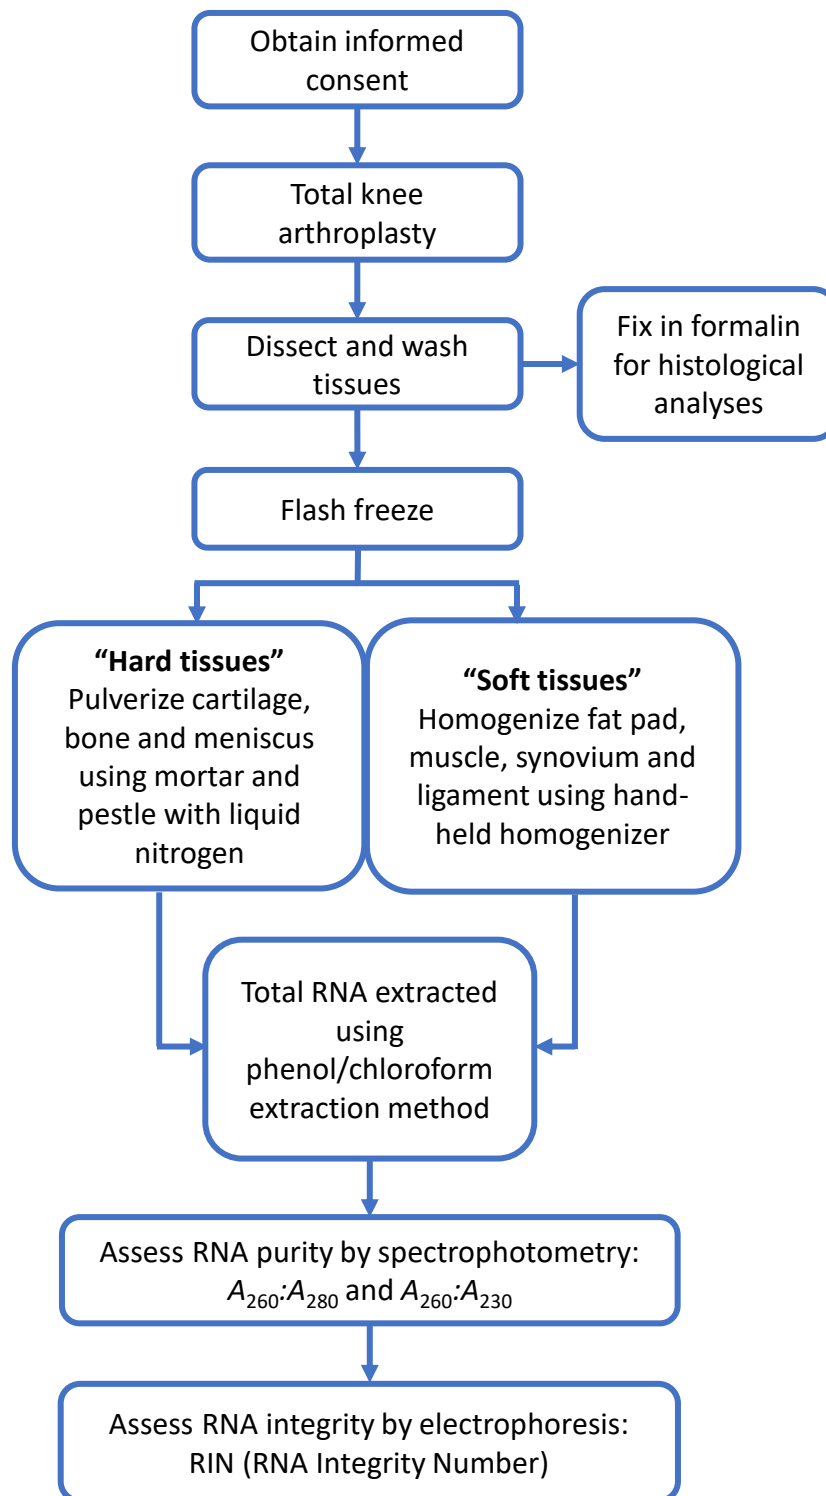 Obtain informed
consent
Total knee
arthroplasty
Dissect and wash
tissues
Fix in formalin
for histological
analyses
Flash freeze
“Hard tissues”
Pulverize cartilage,
bone and meniscus
using mortar and
pestle with liquid
nitrogen
“Soft tissues”
Homogenize fat pad,
muscle, synovium and
ligament using hand-
held homogenizer
Total RNA extracted
using
phenol/chloroform
extraction method
Assess RNA purity by spectrophotometry:
A260:A280 and A260:A230
Assess RNA integrity by electrophoresis:
RIN (RNA Integrity Number)